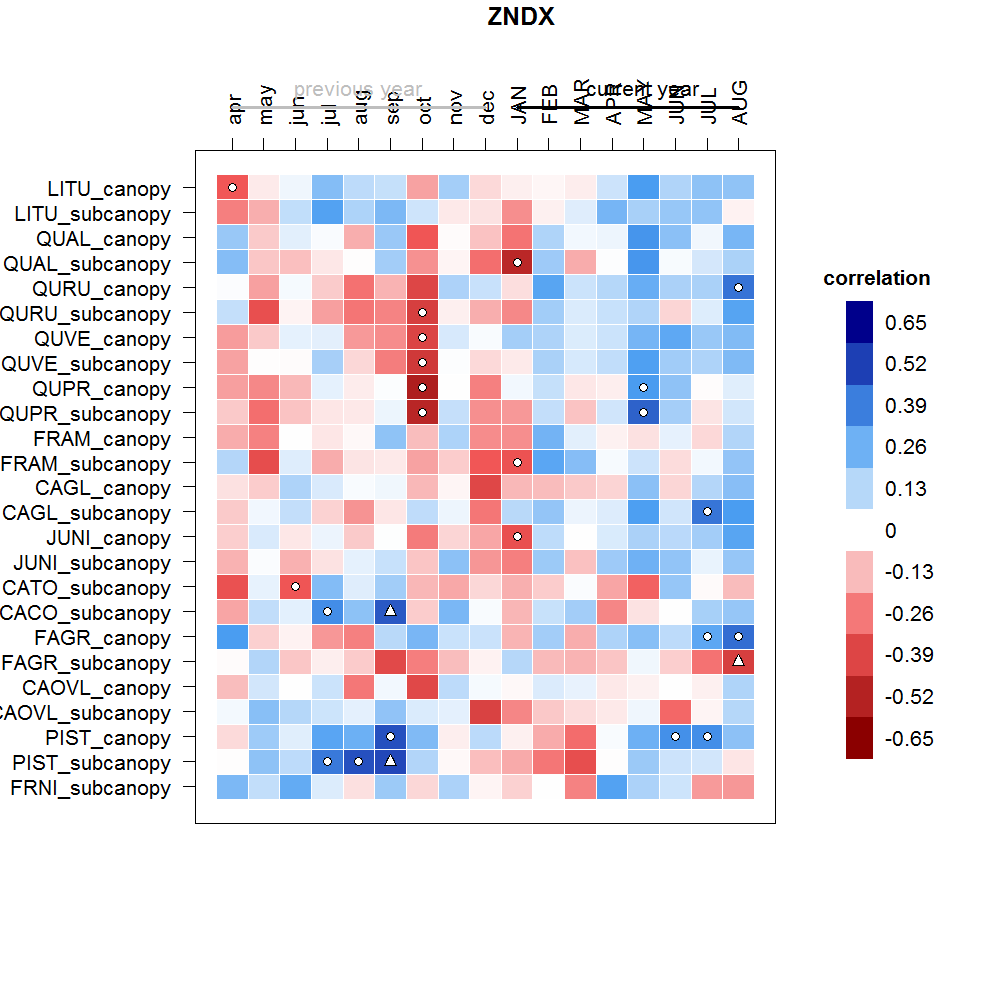 ZNDX
previous year
current year
apr may jun jul aug sep oct nov dec JAN FEB MAR APR MAY JUN JUL AUG
LITU_canopy
LITU_subcanopy
QUAL_canopy
QUAL_subcanopy
QURU_canopy
QURU_subcanopy
QUVE_canopy
QUVE_subcanopy
QUPR_canopy
QUPR_subcanopy
FRAM_canopy
FRAM_subcanopy
CAGL_canopy
CAGL_subcanopy
JUNI_canopy
JUNI_subcanopy
CATO_subcanopy
CACO_subcanopy
FAGR_canopy
FAGR_subcanopy
CAOVL_canopy
CAOVL_subcanopy
PIST_canopy
PIST_subcanopy
FRNI_subcanopy
correlation
0.65
0.52
0.39
0.26
0.13
0
-0.13
-0.26
-0.39
-0.52
-0.65